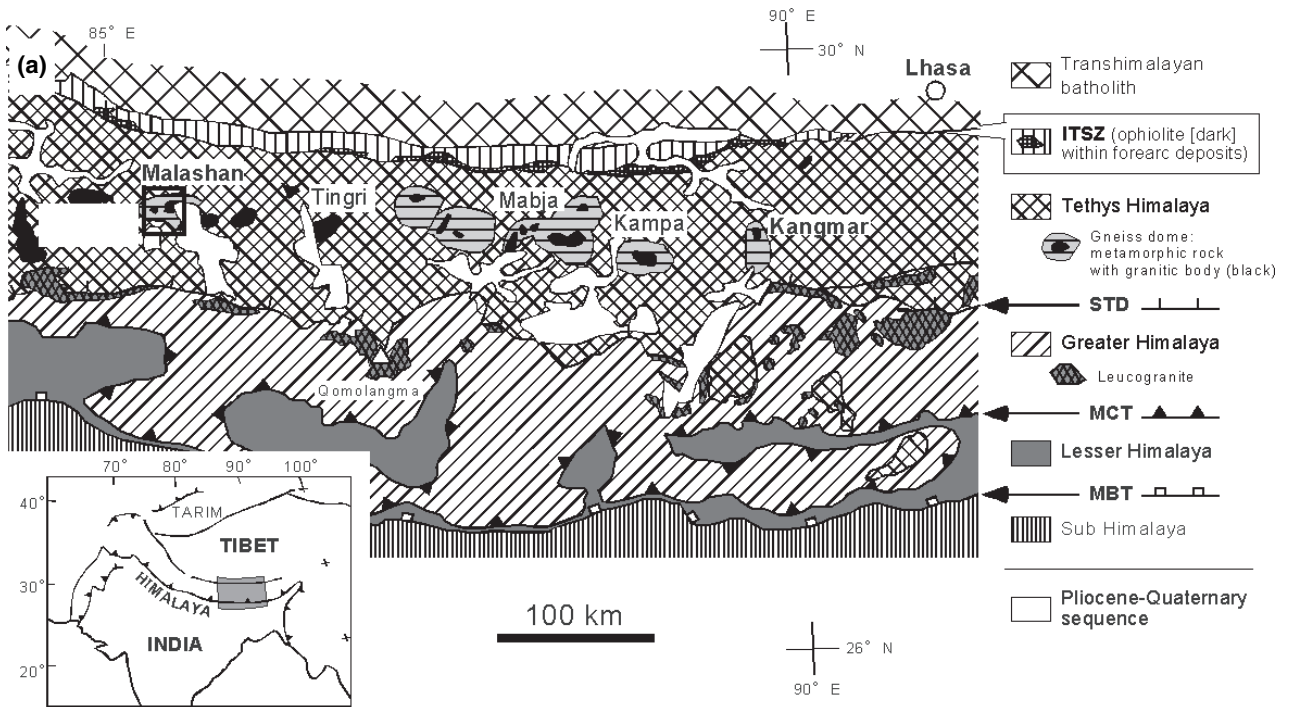 (a)
85° E
90° E
30° N
Lhasa
Malashan
Tingri
Mabja
Kampa
Kangmar
Qomolangma
Transhimalayan
batholith
ITSZ (ophiolite [dark]
within forearc deposits)
Tethys Himalaya
Gneiss dome:
metamorphic rock
with granitic body (black)
STD
Greater Himalaya
Leucogranite
MCT
Lesser Himalaya
MBT
Sub Himalaya
Pliocene-Quaternary
sequence
70° 80° 90° 100°
40°
30°
20°
TARIM
TIBET
HIMALAYA
INDIA
100 km
26° N
90° E